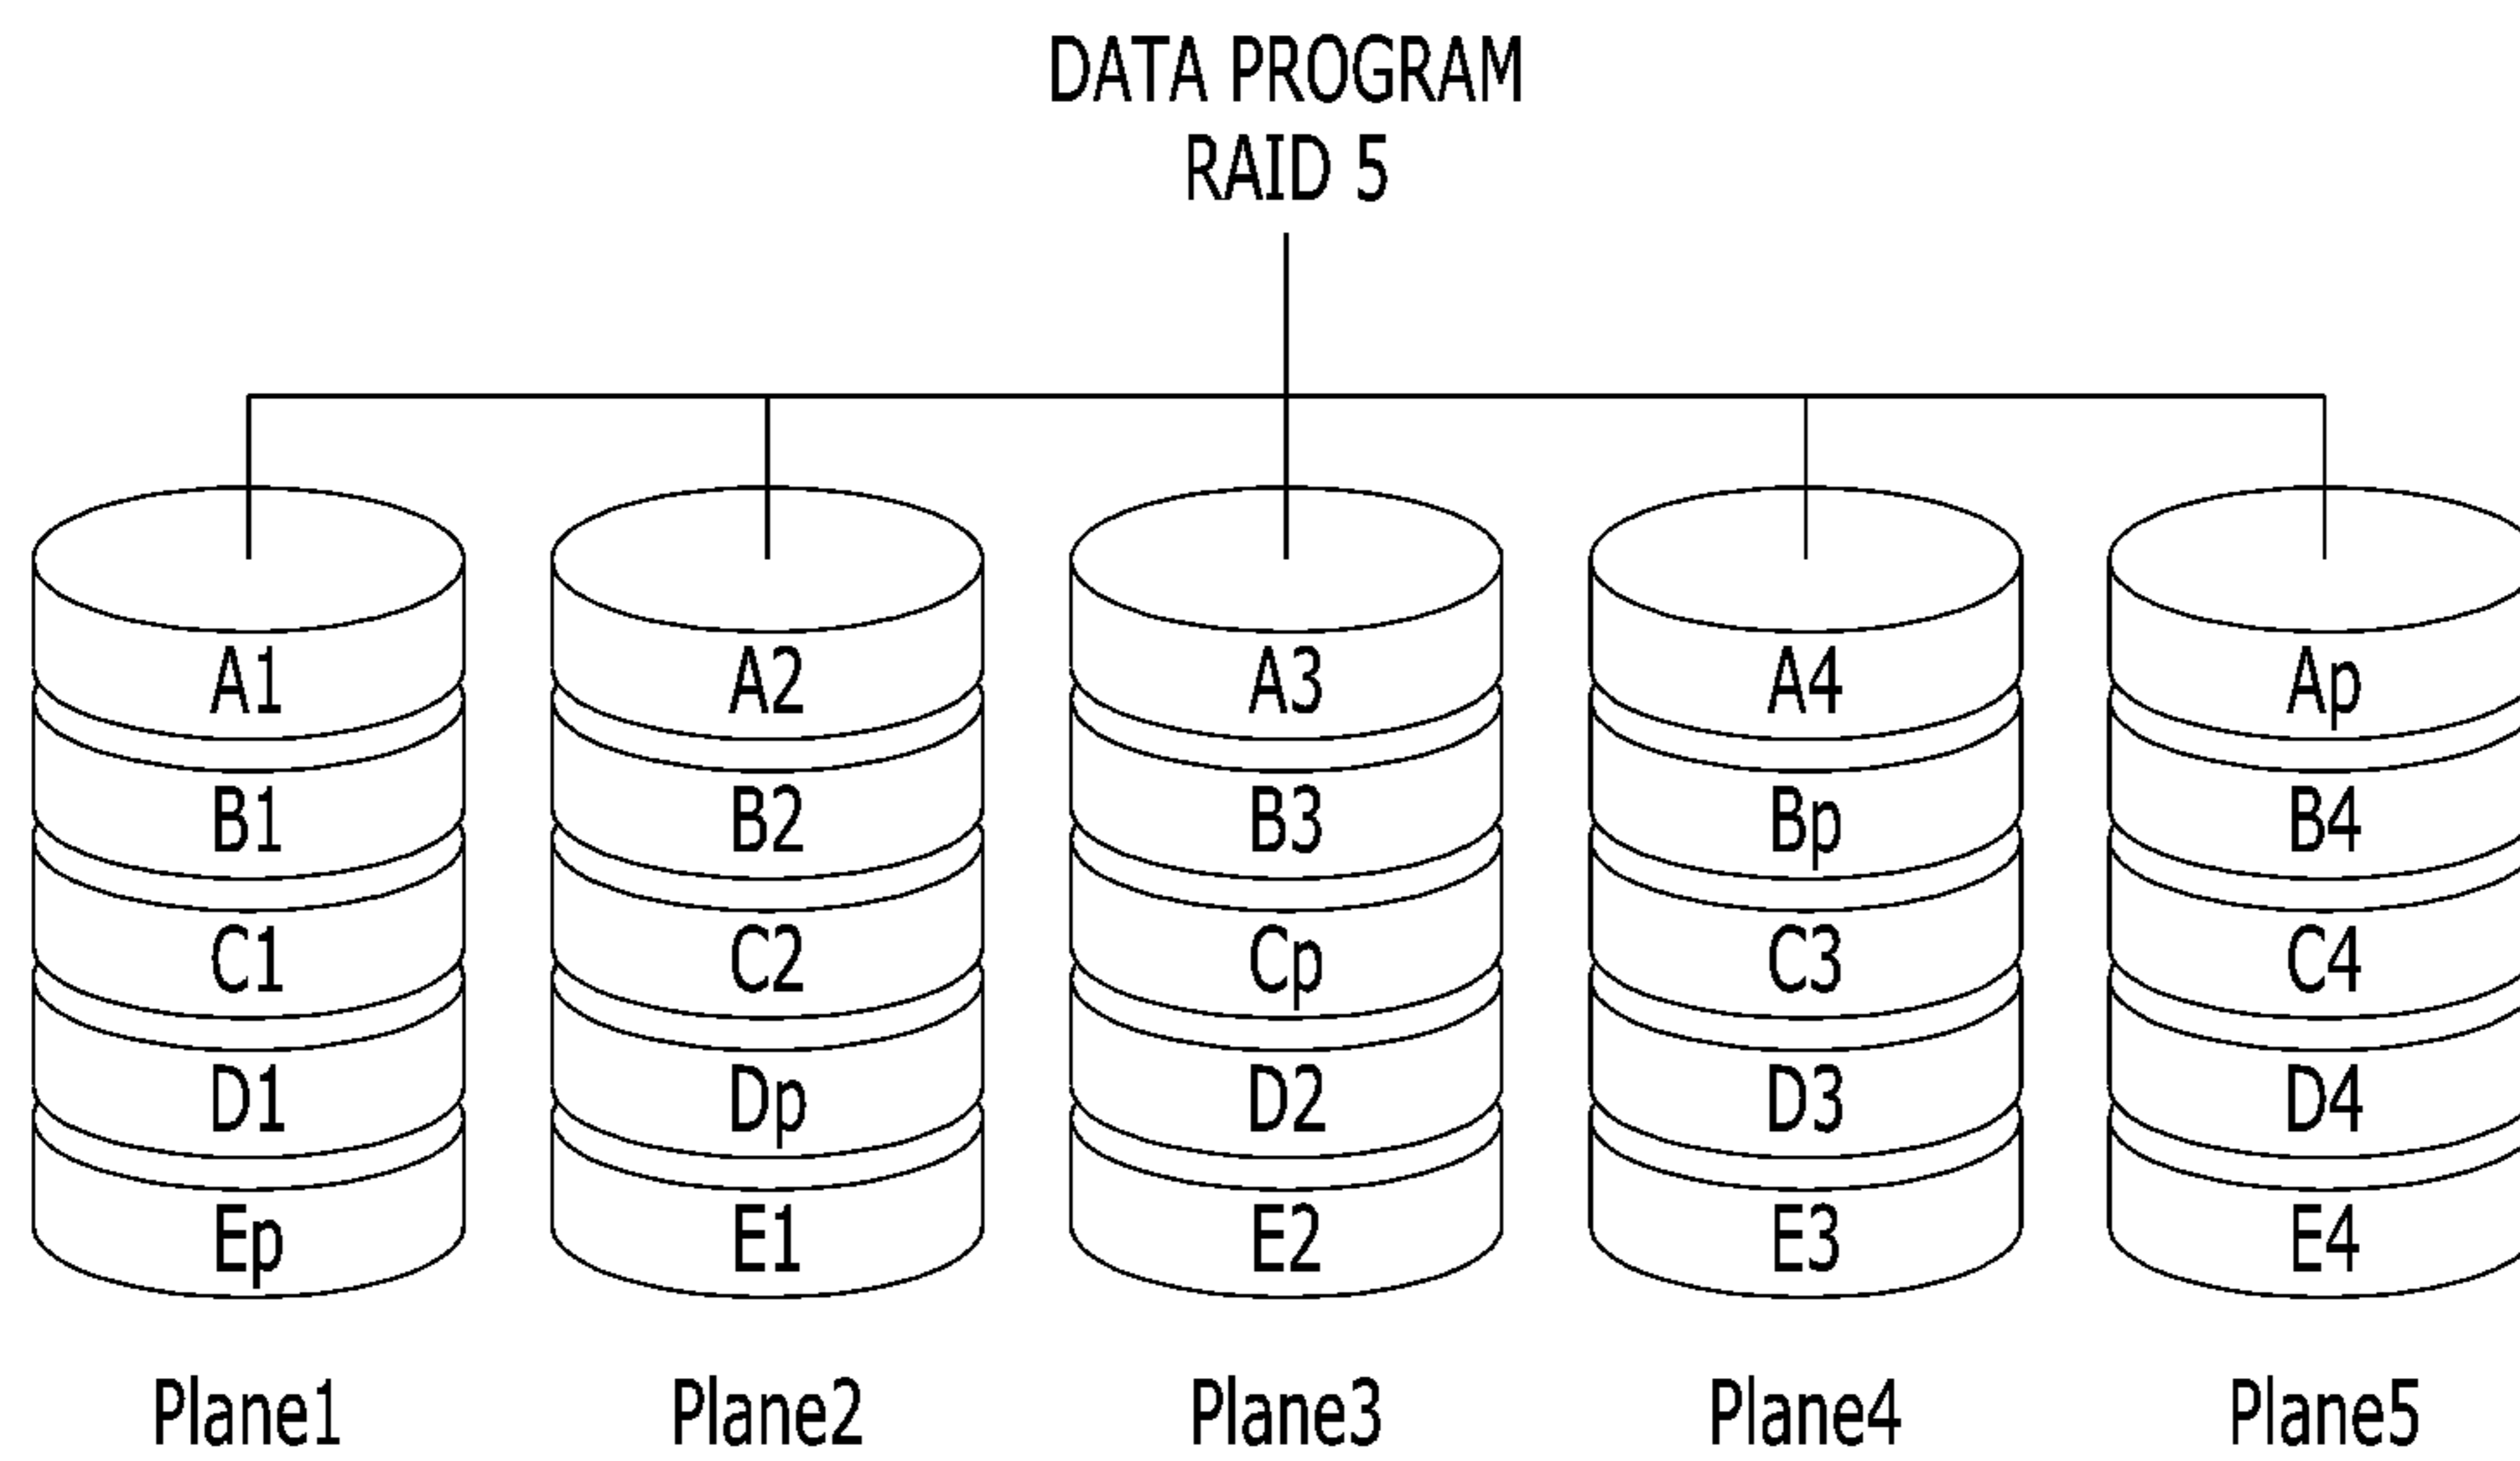 DATA PROGRAM
RAID 5
A1 A2 A3 A4 Ap
B1 B2 B3 Bp B4
C1 C2 Cp C3 C4
D1 Dp D2 D3 D4
Ep E1 E2 E3 E4
Plane1 Plane2 Plane3 Plane4 Plane5